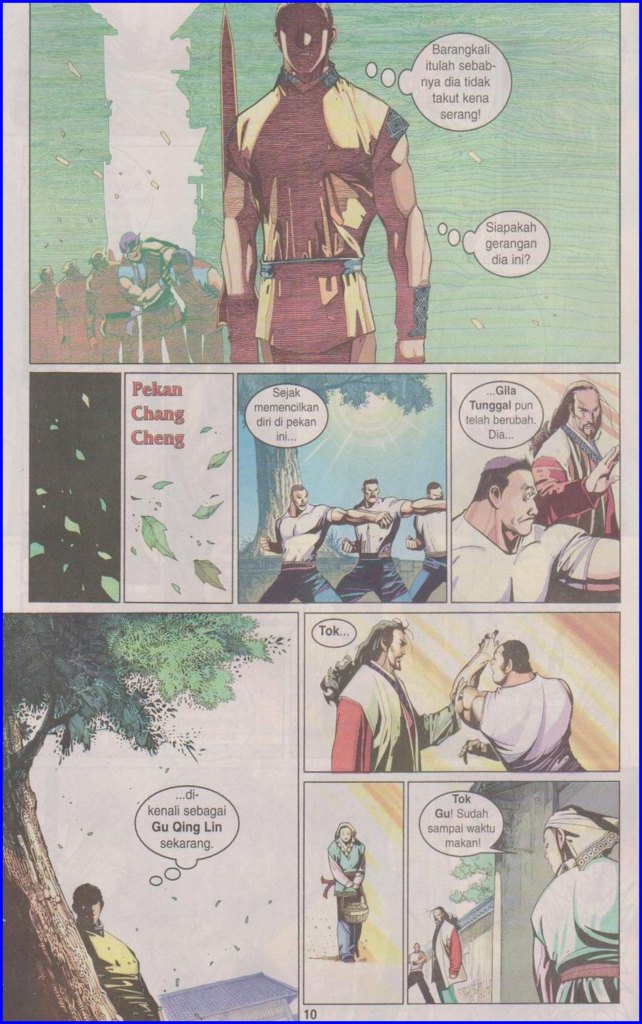 Barangkali
itulah sebab-
nya dia tidak
takut kena
serang!
Siapakah
gerangan
dia ini?
Pekan
Chang
Cheng
Sejak
memencilkan
diri di pekan
ini...
...Gila
Tunggal pun
telah berubah.
Dia...
Tok...
...di-
kenali sebagai
Gu Qing Lin
sekarang.
Tok
Gu! Sudah
sampai waktu
makan!
10